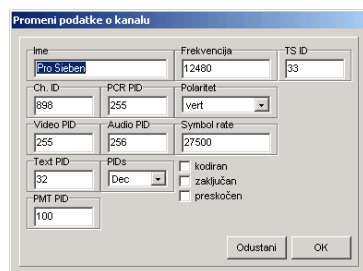 Promeni podatke o kanalu
Ime Frekvencija TS ID
Pro Sieben 12480 33
Ch. ID PCR PID Polaritet
898 255 vert
Video PID Audio PID Symbol rate
255 256 27500
Text PID PIDs kodiran
32 Dec zaključan
PMT PID preskočen
100
Odustani OK